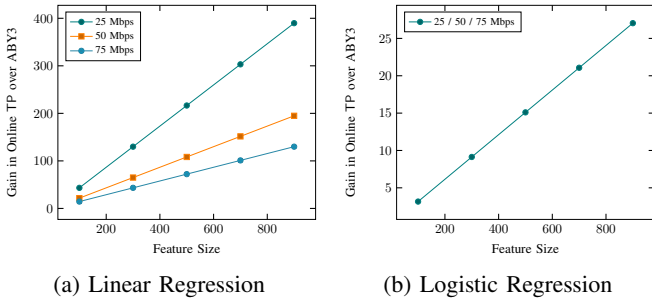 Gain in Online TP over ABY3
400
300
200
100
0
25 Mbps
50 Mbps
75 Mbps
200
400
600
800
Feature Size
(a) Linear Regression
Gain in Online TP over ABY3
25
20
15
10
5
25 / 50 / 75 Mbps
200
400
600
800
Feature Size
(b) Logistic Regression